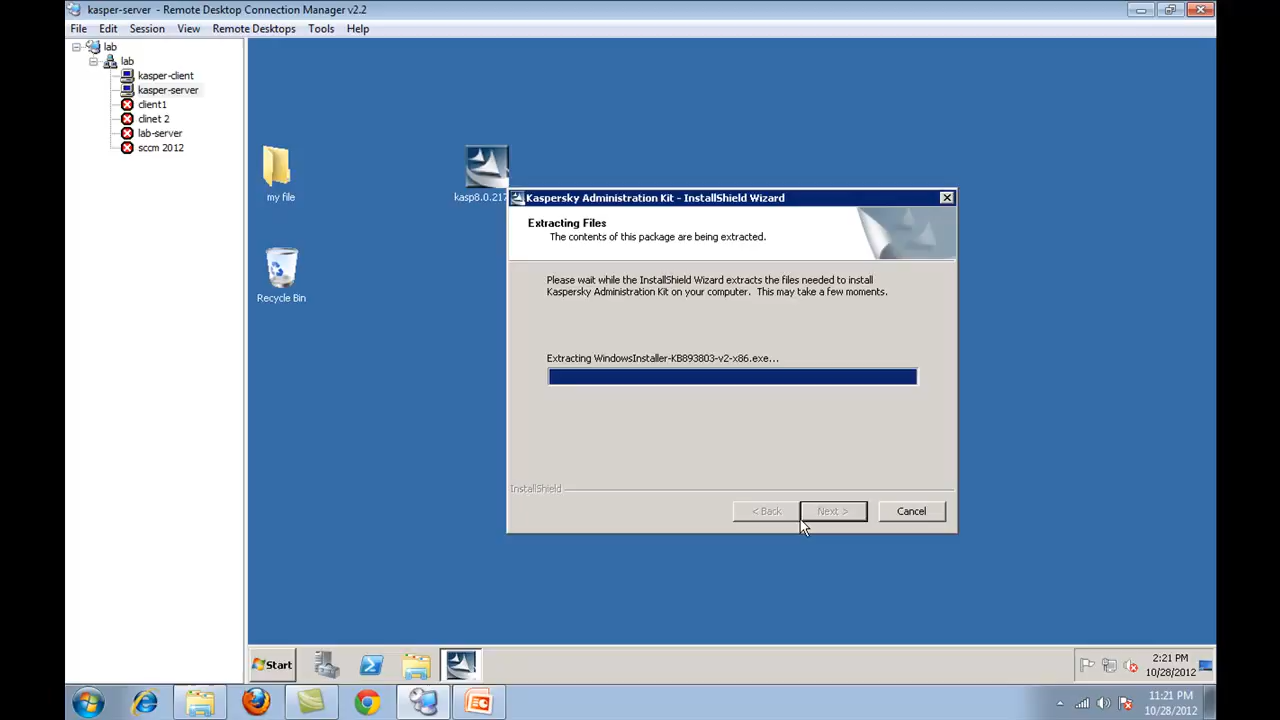 kasper-server - Remote Desktop Connection Manager v2.2
File Edit Session View Remote Desktops Tools Help
lab
lab
kasper-client
kasper-server
client1
clinet 2
lab-server
sccm 2012
my file
kasp8.0.217
Recycle Bin
Kaspersky Administration Kit - InstallShield Wizard
Extracting Files
The contents of this package are being extracted.
Please wait while the InstallShield Wizard extracts the files needed to install
Kaspersky Administration Kit on your computer. This may take a few moments.
Extracting WindowsInstaller-KB893803-v2-x86.exe...
InstallShield
< Back Next > Cancel
Start
2:21 PM
10/28/2012
11:21 PM
10/28/2012